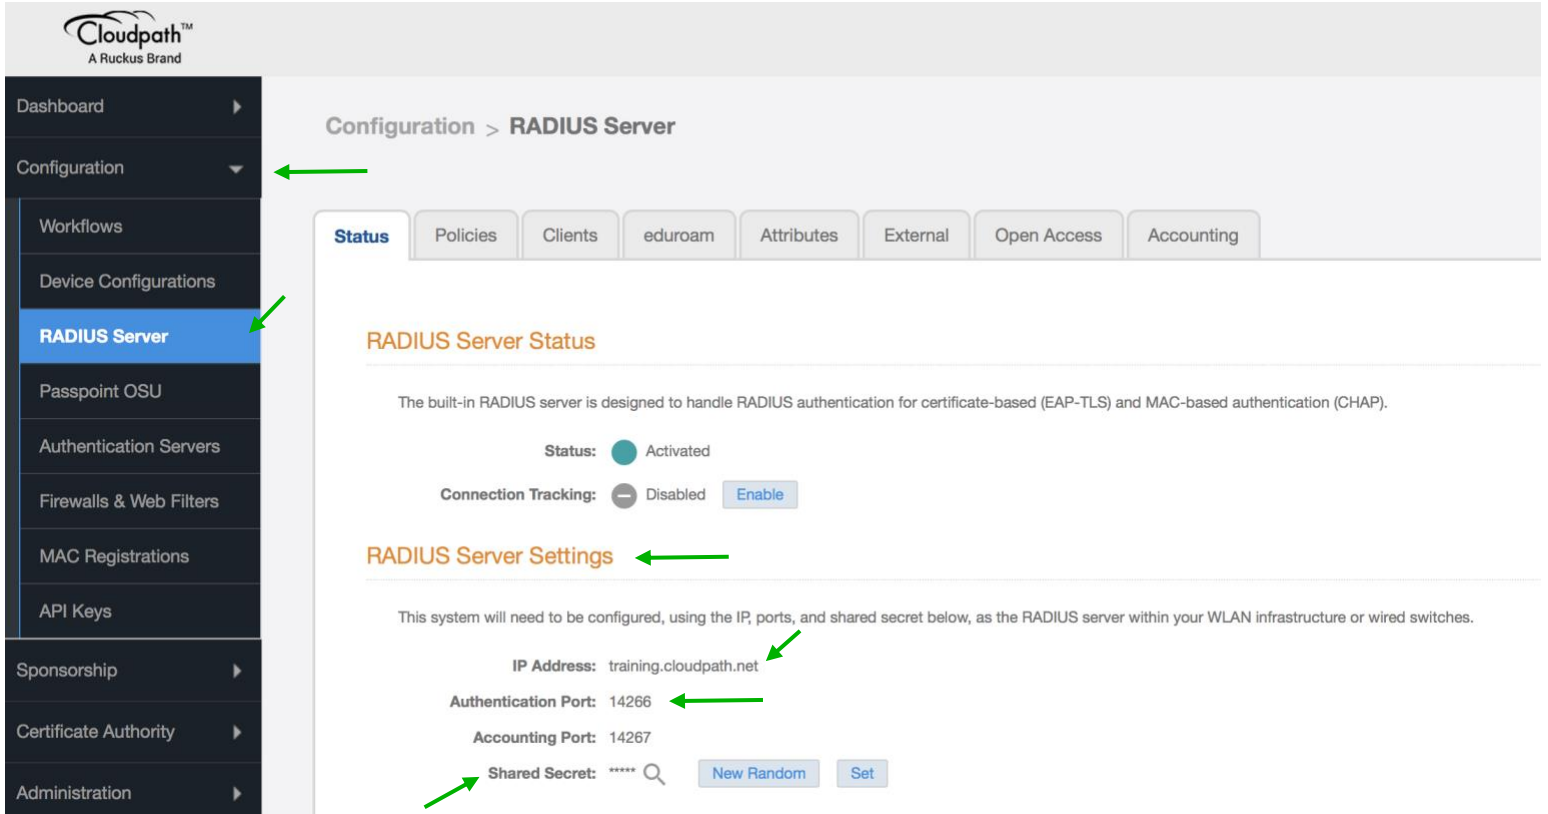 Cloudpath™
A Ruckus Brand
Dashboard
Configuration
Workflows
Device Configurations
RADIUS Server
Passpoint OSU
Authentication Servers
Firewalls & Web Filters
MAC Registrations
API Keys
Sponsorship
Certificate Authority
Administration
Configuration > RADIUS Server
Status Policies Clients eduroam Attributes External Open Access Accounting
RADIUS Server Status
The built-in RADIUS server is designed to handle RADIUS authentication for certificate-based (EAP-TLS) and MAC-based authentication (CHAP).
Status: Activated
Connection Tracking: Disabled Enable
RADIUS Server Settings
This system will need to be configured, using the IP, ports, and shared secret below, as the RADIUS server within your WLAN infrastructure or wired switches.
IP Address: training.cloudpath.net
Authentication Port: 14266
Accounting Port: 14267
Shared Secret: ***** New Random Set